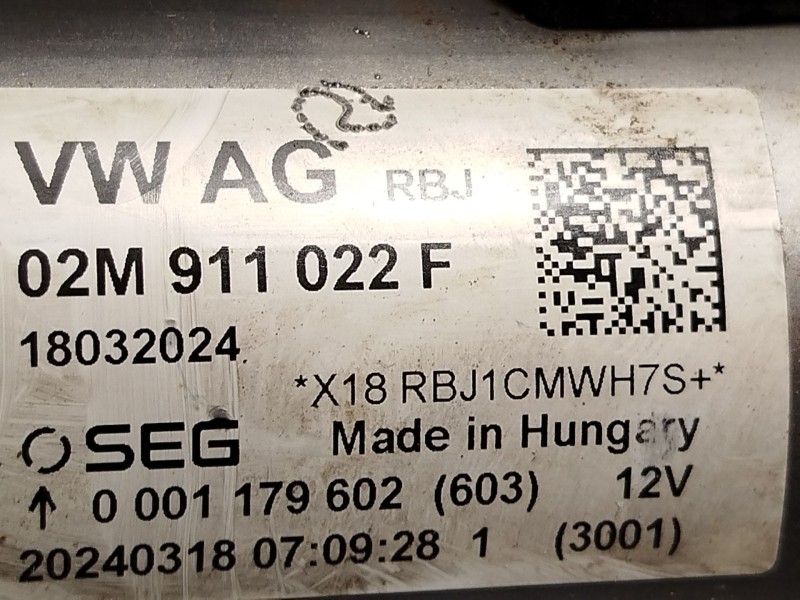 VW AG RBJ
02M 911 022 F
18032024
*X18 RBJ1CMWH7S+*
SEG Made in Hungary
↑ 0 001 179 602 (603) 12V
20240318 07:09:28 1 (3001)